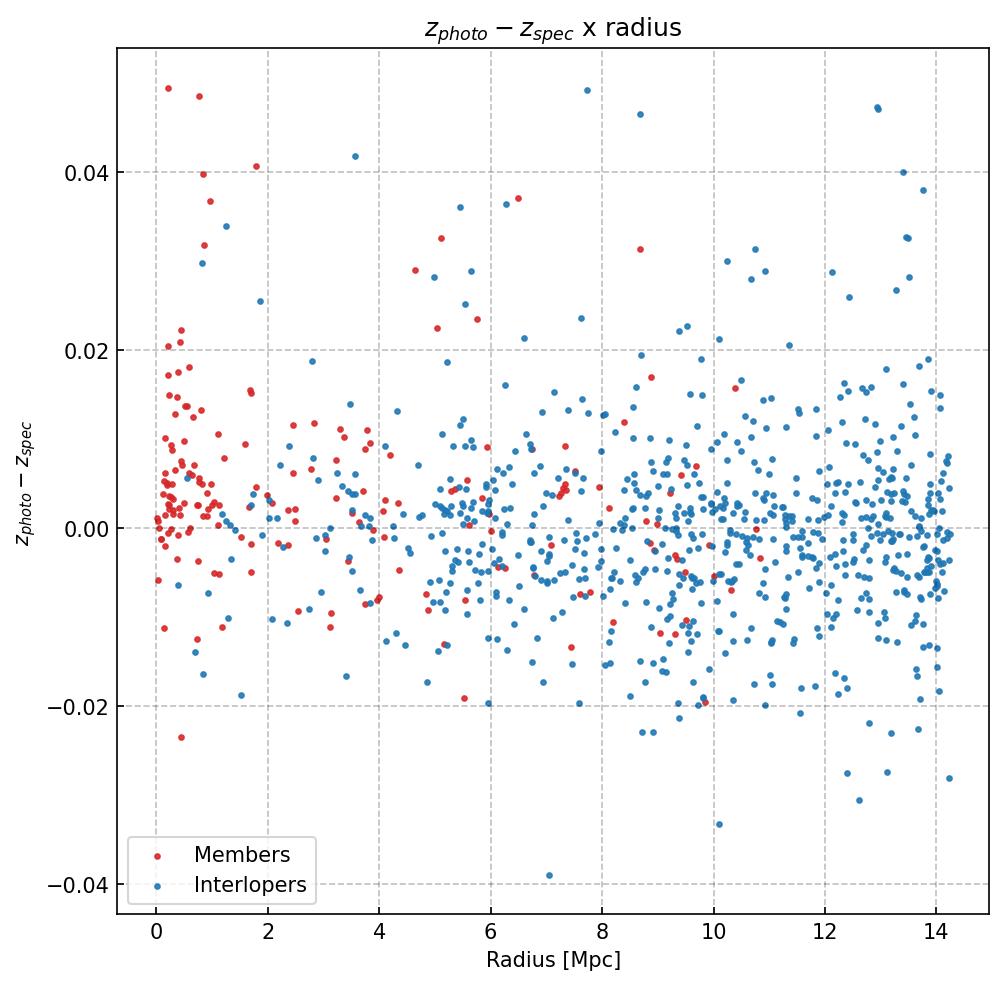 z_photo − z_spec x radius
z_photo − z_spec
0.04
0.02
0.00
−0.02
−0.04
Members
Interlopers
0 2 4 6 8 10 12 14
Radius [Mpc]